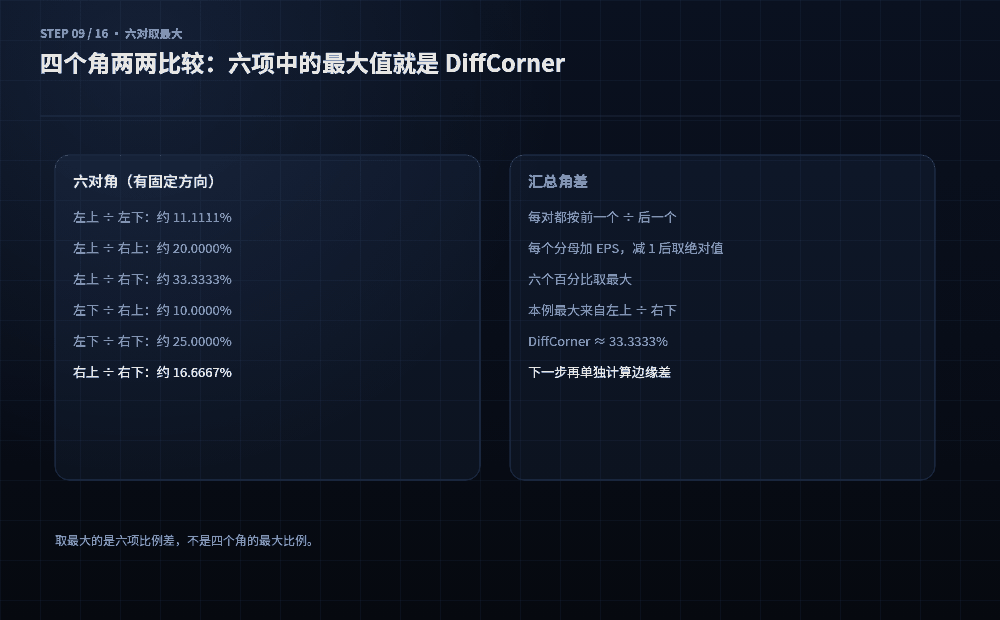 STEP 09 / 16 · 六对取最大
四个角两两比较：六项中的最大值就是 DiffCorner
六对角（有固定方向）
左上 ÷ 左下：约 11.1111%
左上 ÷ 右上：约 20.0000%
左上 ÷ 右下：约 33.3333%
左下 ÷ 右上：约 10.0000%
左下 ÷ 右下：约 25.0000%
右上 ÷ 右下：约 16.6667%
汇总角差
每对都按前一个 ÷ 后一个
每个分母加 EPS，减 1 后取绝对值
六个百分比取最大
本例最大来自左上 ÷ 右下
DiffCorner ≈ 33.3333%
下一步再单独计算边缘差
取最大的是六项比例差，不是四个角的最大比例。